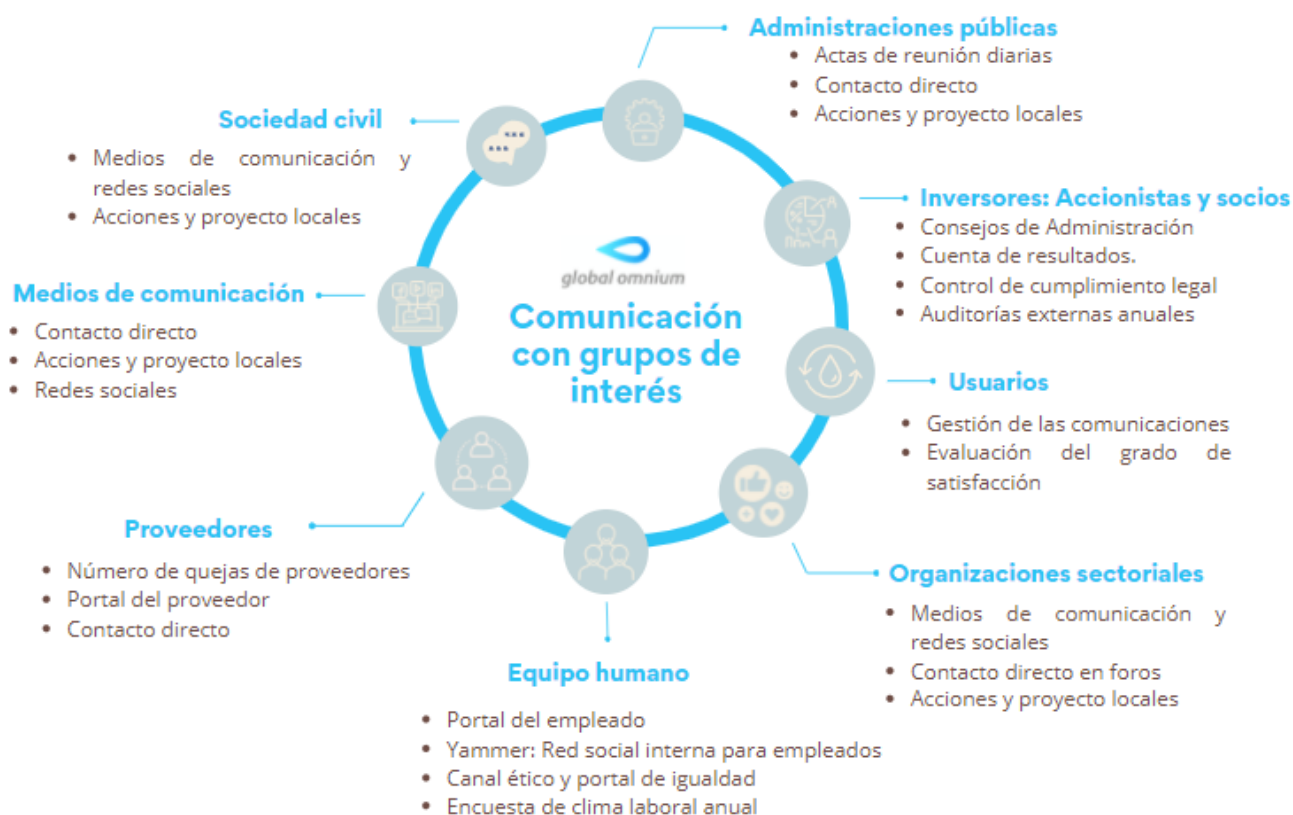 Administraciones públicas
• Actas de reunión diarias
• Contacto directo
• Acciones y proyecto locales
Sociedad civil
• Medios de comunicación y
redes sociales
• Acciones y proyecto locales
Inversores: Accionistas y socios
• Consejos de Administración
• Cuenta de resultados.
• Control de cumplimiento legal
• Auditorías externas anuales
global omnium
Comunicación
con grupos de
interés
Medios de comunicación
• Contacto directo
• Acciones y proyecto locales
• Redes sociales
Usuarios
• Gestión de las comunicaciones
• Evaluación del grado de
satisfacción
Proveedores
• Número de quejas de proveedores
• Portal del proveedor
• Contacto directo
Organizaciones sectoriales
• Medios de comunicación y
redes sociales
• Contacto directo en foros
• Acciones y proyecto locales
Equipo humano
• Portal del empleado
• Yammer: Red social interna para empleados
• Canal ético y portal de igualdad
• Encuesta de clima laboral anual